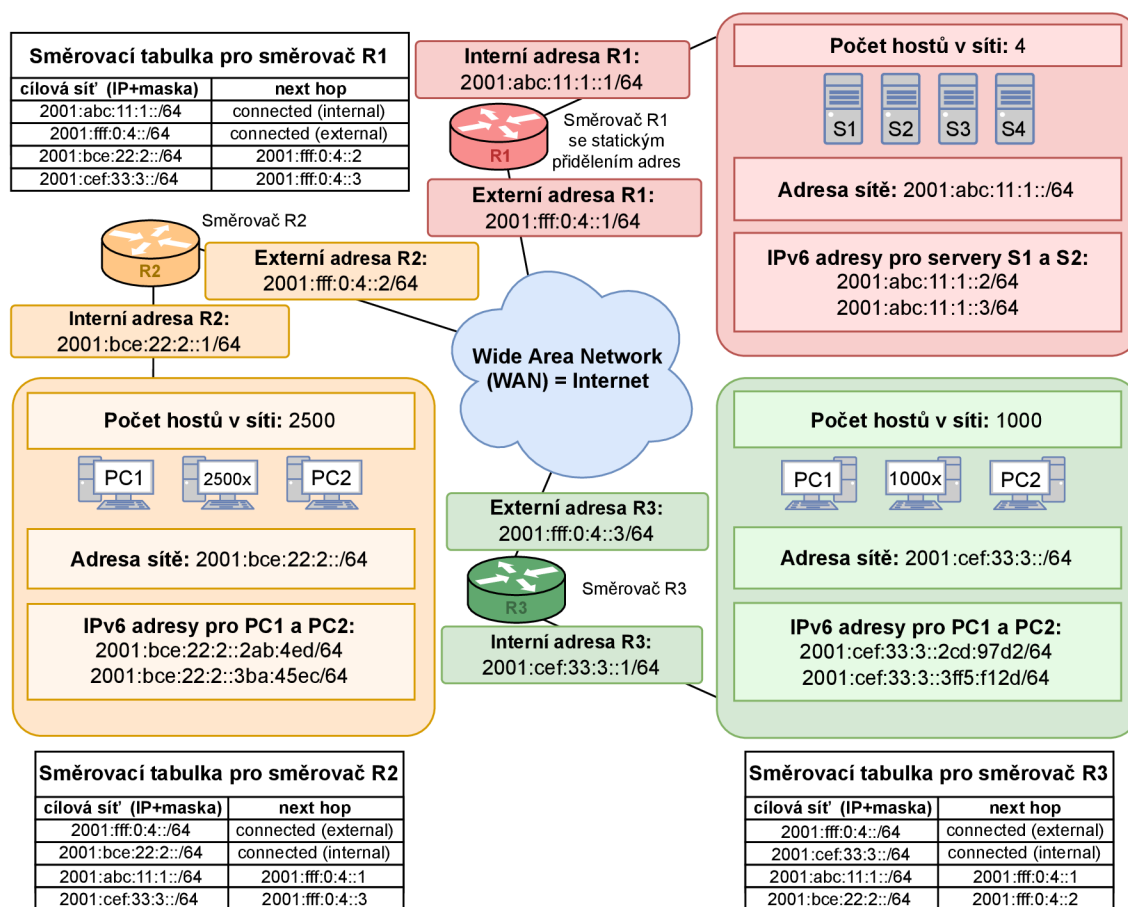 Směrovací tabulka pro směrovač R1
cílová síť (IP+maska) next hop
2001:abc:11:1::/64 connected (internal)
2001:fff:0:4::/64 connected (external)
2001:bce:22:2::/64 2001:fff:0:4::2
2001:cef:33:3::/64 2001:fff:0:4::3
Interní adresa R1:
2001:abc:11:1::1/64
R1
Směrovač R1
se statickým
přidělením adres
Externí adresa R1:
2001:fff:0:4::1/64
Počet hostů v síti: 4
S1 S2 S3 S4
Adresa sítě: 2001:abc:11:1::/64
IPv6 adresy pro servery S1 a S2:
2001:abc:11:1::2/64
2001:abc:11:1::3/64
Směrovač R2
R2
Externí adresa R2:
2001:fff:0:4::2/64
Interní adresa R2:
2001:bce:22:2::1/64
Wide Area Network
(WAN) = Internet
Počet hostů v síti: 2500
PC1 2500x PC2
Adresa sítě: 2001:bce:22:2::/64
IPv6 adresy pro PC1 a PC2:
2001:bce:22:2::2ab:4ed/64
2001:bce:22:2::3ba:45ec/64
Externí adresa R3:
2001:fff:0:4::3/64
R3
Směrovač R3
Interní adresa R3:
2001:cef:33:3::1/64
Počet hostů v síti: 1000
PC1 1000x PC2
Adresa sítě: 2001:cef:33:3::/64
IPv6 adresy pro PC1 a PC2:
2001:cef:33:3::2cd:97d2/64
2001:cef:33:3::3ff5:f12d/64
Směrovací tabulka pro směrovač R2
cílová síť (IP+maska) next hop
2001:fff:0:4::/64 connected (external)
2001:bce:22:2::/64 connected (internal)
2001:abc:11:1::/64 2001:fff:0:4::1
2001:cef:33:3::/64 2001:fff:0:4::3
Směrovací tabulka pro směrovač R3
cílová síť (IP+maska) next hop
2001:fff:0:4::/64 connected (external)
2001:cef:33:3::/64 connected (internal)
2001:abc:11:1::/64 2001:fff:0:4::1
2001:bce:22:2::/64 2001:fff:0:4::2